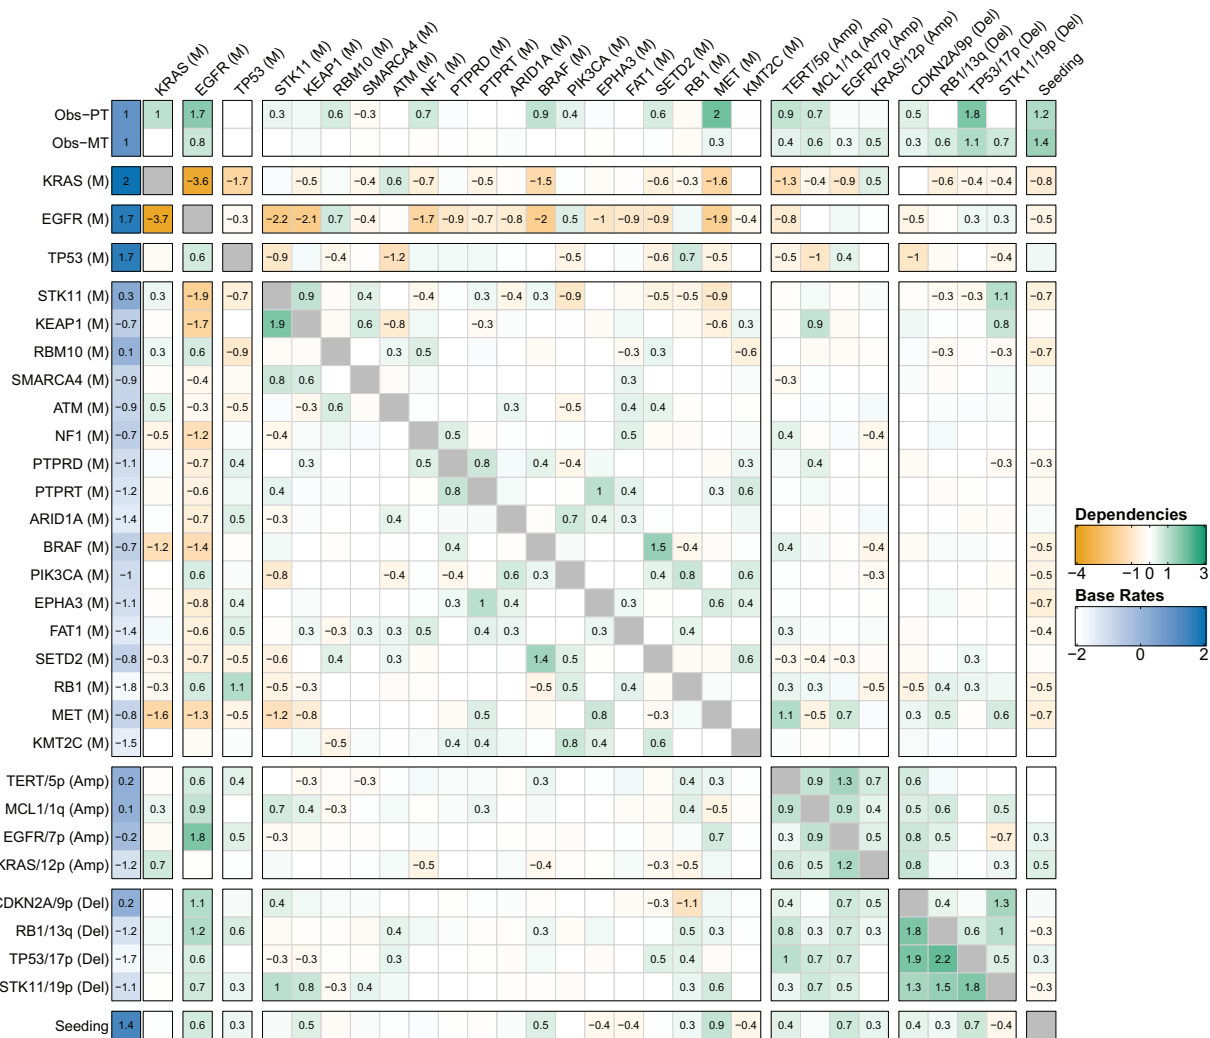 KRAS (M) EGFR (M) TP53 (M) STK11 (M) KEAP1 (M) RBM10 (M) SMARCA4 (M) ATM (M) NF1 (M) PTPRD (M) PTPRT (M) ARID1A (M) BRAF (M) PIK3CA (M) EPHA3 (M) FAT1 (M) SETD2 (M) RB1 (M) MET (M) KMT2C (M) TERT/5p (Amp) MCL1/1q (Amp) EGFR/7p (Amp) KRAS/12p (Amp) CDKN2A/9p (Del) RB1/13q (Del) TP53/17p (Del) STK11/19p (Del) Seeding
Obs−PT 1 1 1.7 0.3 0.6 −0.3 0.7 0.9 0.4 0.6 2 0.9 0.7 0.5 1.8 1.2
Obs−MT 1 0.8 0.3 0.4 0.6 0.3 0.5 0.3 0.6 1.1 0.7 1.4
KRAS (M) 2 −3.6 −1.7 −0.5 −0.4 0.6 −0.7 −0.5 −1.5 −0.6 −0.3 −1.6 −1.3 −0.4 −0.9 0.5 −0.6 −0.4 −0.4 −0.8
EGFR (M) 1.7 −3.7 −0.3 −2.2 −2.1 0.7 −0.4 −1.7 −0.9 −0.7 −0.8 −2 0.5 −1 −0.9 −0.9 −1.9 −0.4 −0.8 −0.5 0.3 0.3 −0.5
TP53 (M) 1.7 0.6 −0.9 −0.4 −1.2 −0.5 −0.6 0.7 −0.5 −0.5 −1 0.4 −1 −0.4
STK11 (M) 0.3 0.3 −1.9 −0.7 0.9 0.4 −0.4 0.3 −0.4 0.3 −0.9 −0.5 −0.5 −0.9 −0.3 −0.3 1.1 −0.7
KEAP1 (M) −0.7 −1.7 1.9 0.6 −0.8 −0.3 −0.6 0.3 0.9 0.8
RBM10 (M) 0.1 0.3 0.6 −0.9 0.3 0.5 −0.3 0.3 −0.6 −0.3 −0.3 −0.7
SMARCA4 (M) −0.9 −0.4 0.8 0.6 0.3 −0.3
ATM (M) −0.9 0.5 −0.3 −0.5 −0.3 0.6 0.3 −0.5 0.4 0.4
NF1 (M) −0.7 −0.5 −1.2 −0.4 0.5 0.5 0.4 −0.4
PTPRD (M) −1.1 −0.7 0.4 0.3 0.5 0.8 0.4 −0.4 0.3 0.4 −0.3 −0.3
PTPRT (M) −1.2 −0.6 0.4 0.8 1 0.4 0.3 0.6
ARID1A (M) −1.4 −0.7 0.5 −0.3 0.4 0.7 0.4 0.3
BRAF (M) −0.7 −1.2 −1.4 0.4 1.5 −0.4 0.4 −0.4 −0.5
PIK3CA (M) −1 0.6 −0.8 −0.4 −0.4 0.6 0.3 0.4 0.8 0.6 −0.3 −0.5
EPHA3 (M) −1.1 −0.8 0.4 0.3 1 0.4 0.3 0.6 0.4 −0.7
FAT1 (M) −1.4 −0.6 0.5 0.3 −0.3 0.3 0.3 0.5 0.4 0.3 0.3 0.4 0.3 −0.4
SETD2 (M) −0.8 −0.3 −0.7 −0.5 −0.6 0.4 0.3 1.4 0.5 0.6 −0.3 −0.4 −0.3 0.3
RB1 (M) −1.8 −0.3 0.6 1.1 −0.5 −0.3 −0.5 0.5 0.4 0.3 0.3 −0.5 −0.5 0.4 0.3 −0.5
MET (M) −0.8 −1.6 −1.3 −0.5 −1.2 −0.8 0.5 0.8 −0.3 1.1 −0.5 0.7 0.3 0.5 0.6 −0.7
KMT2C (M) −1.5 −0.5 0.4 0.4 0.8 0.4 0.6
TERT/5p (Amp) 0.2 0.6 0.4 −0.3 −0.3 0.3 0.4 0.3 0.9 1.3 0.7 0.6
MCL1/1q (Amp) 0.1 0.3 0.9 0.7 0.4 −0.3 0.3 0.4 −0.5 0.9 0.9 0.4 0.5 0.6 0.5
EGFR/7p (Amp) −0.2 1.8 0.5 −0.3 0.7 0.3 0.9 0.5 0.8 0.5 −0.7 0.3
KRAS/12p (Amp) −1.2 0.7 −0.5 −0.4 −0.3 −0.5 0.6 0.5 1.2 0.8 0.3 0.5
CDKN2A/9p (Del) 0.2 1.1 0.4 −0.3 −1.1 0.4 0.7 0.5 0.4 1.3
RB1/13q (Del) −1.2 1.2 0.6 0.4 0.3 0.5 0.3 0.8 0.3 0.7 0.3 1.8 0.6 1 −0.3
TP53/17p (Del) −1.7 0.6 −0.3 −0.3 0.3 0.5 0.4 1 0.7 0.7 1.9 2.2 0.5 0.3
STK11/19p (Del) −1.1 0.7 0.3 1 0.8 −0.3 0.4 0.3 0.6 0.3 0.7 0.5 1.3 1.5 1.8 −0.3
Seeding 1.4 0.6 0.3 0.5 0.5 −0.4 −0.4 0.3 0.9 −0.4 0.4 0.7 0.3 0.4 0.3 0.7 −0.4
Dependencies
−4 −1 0 1 3
Base Rates
−2 0 2